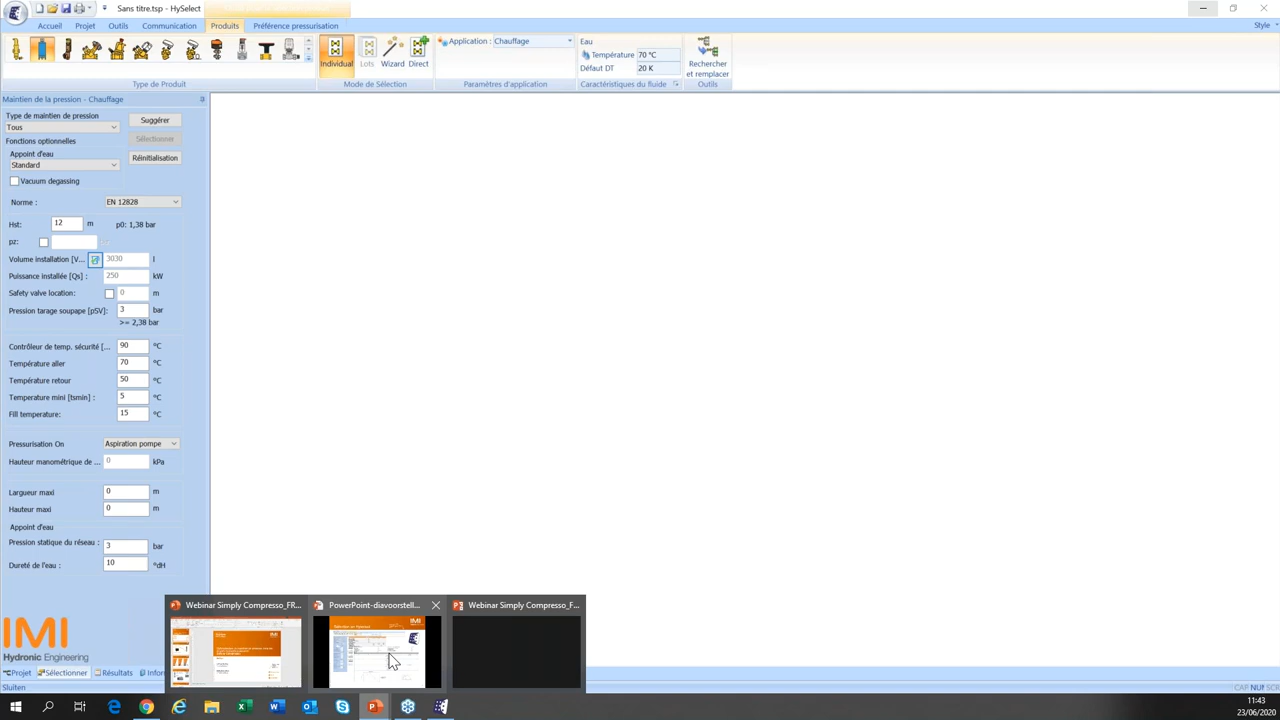 Sans titre.tsp - HySelect
Accueil Projet Outils Communication Produits Préférence pressurisation
Style
Individual Lots Wizard Direct
Application : Chauffage
Eau
Température 70 °C
Défaut DT 20 K
Rechercher
et remplacer
Type de Produit Mode de Sélection Paramètres d'application Caractéristiques du fluide Outils
Maintien de la pression - Chauffage
Type de maintien de pression
Tous
Suggérer
Fonctions optionnelles
Sélectionner
Appoint d'eau
Standard
Réinitialisation
Vacuum degassing
Norme : EN 12828
Hst: 12 m p0: 1,38 bar
pz:
Volume installation [V... 3030 l
Puissance installée [Qs] : 250 kW
Safety valve location: 0 m
Pression tarage soupape [pSV]: 3 bar
>= 2,38 bar
Contrôleur de temp. sécurité [... 90 °C
Température aller 70 °C
Température retour 50 °C
Temperature mini [tsmin] : 5 °C
Fill temperature: 15 °C
Pressurisation On Aspiration pompe
Hauteur manométrique de ... 0 kPa
Largueur maxi 0 m
Hauteur maxi 0 m
Appoint d'eau
Pression statique du réseau : 3 bar
Dureté de l'eau : 10 °dH
IMI
Hydronic Engineering
Projet Sélectionner Résultats Infor
Sluiten
Webinar Simply Compresso_FR... PowerPoint-diavoorstell... Webinar Simply Compresso_F...
IMI
CAP NUM SCR
11:43
23/06/2020